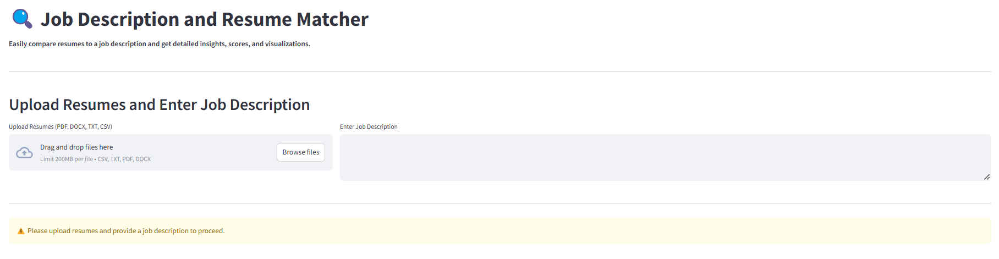 Job Description and Resume Matcher
Easily compare resumes to a job description and get detailed insights, scores, and visualizations.
Upload Resumes and Enter Job Description
Upload Resumes (PDF, DOCX, TXT, CSV)
Drag and drop files here
Limit 200MB per file • CSV, TXT, PDF, DOCX
Browse files
Enter Job Description
Please upload resumes and provide a job description to proceed.